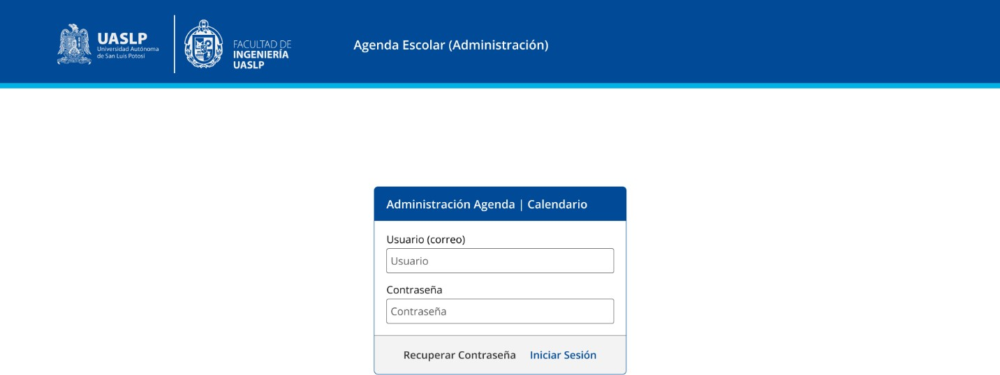 UASLP
Universidad Autónoma
de San Luis Potosí
FACULTAD DE
INGENIERÍA
UASLP
Agenda Escolar (Administración)
Administración Agenda | Calendario
Usuario (correo)
Usuario
Contraseña
Contraseña
Recuperar Contraseña Iniciar Sesión